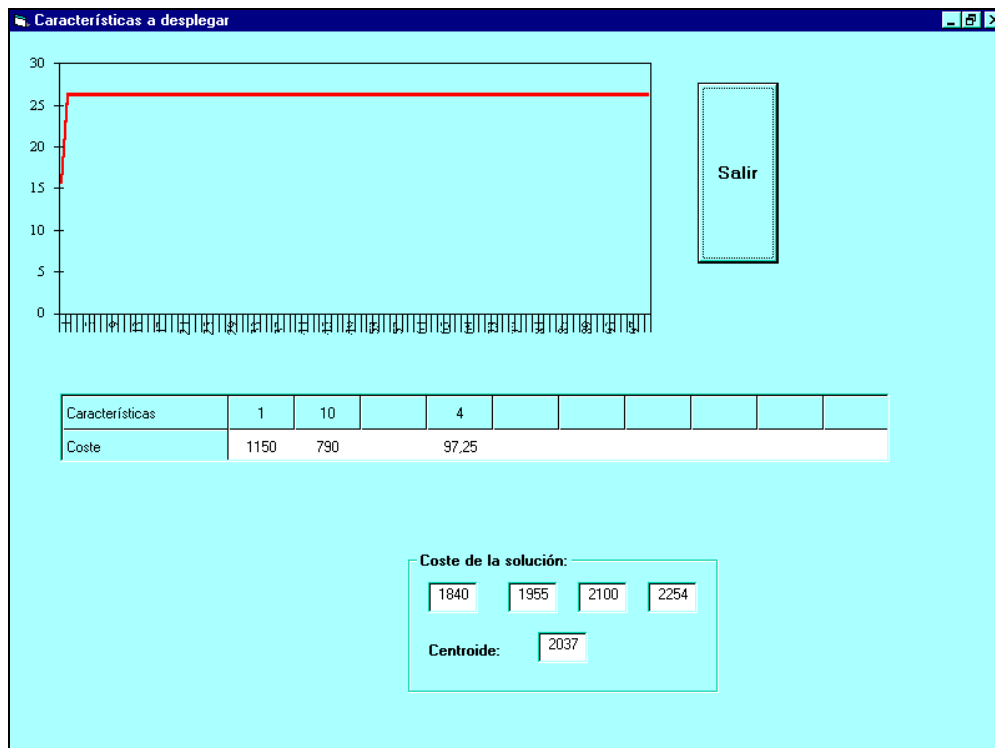 Características a desplegar
30
25
20
15
10
5
0
Salir
Características 1 10 4
Coste 1150 790 97,25
Coste de la solución:
1840 1955 2100 2254
Centroide: 2037